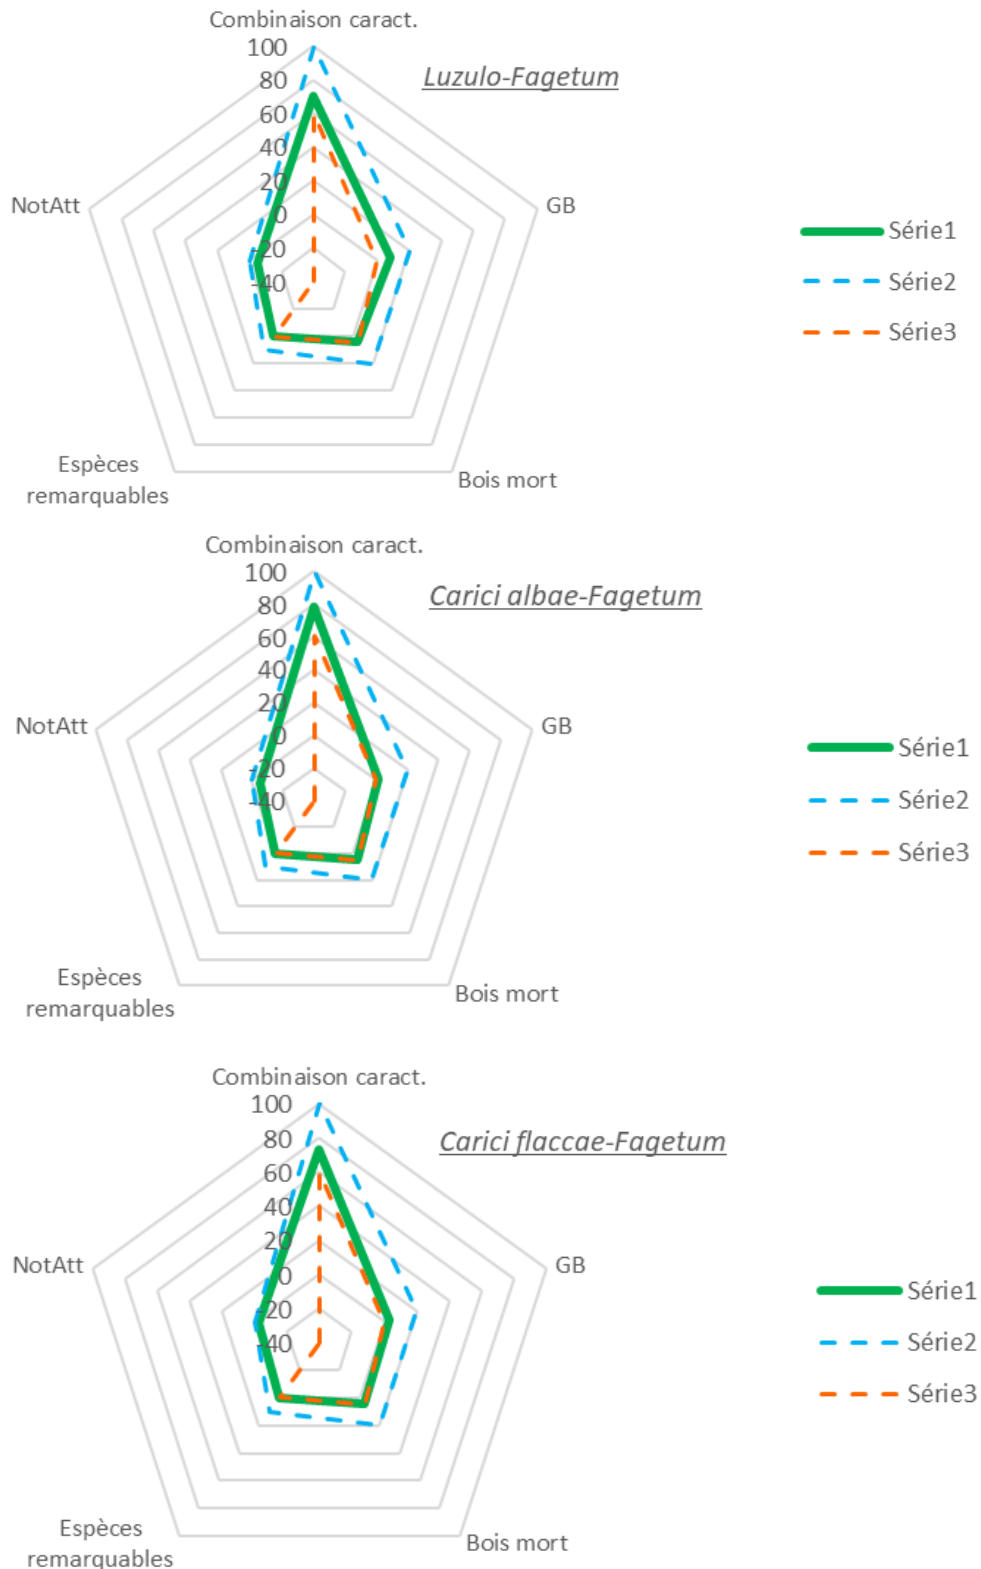 Combinaison caract.
Luzulo-Fagetum
100
80
60
40
20
0
-20
-40
NotAtt
GB
Espèces
remarquables
Bois mort
Série1
Série2
Série3
Combinaison caract.
Carici albae-Fagetum
100
80
60
40
20
0
-20
-40
NotAtt
GB
Espèces
remarquables
Bois mort
Série1
Série2
Série3
Combinaison caract.
Carici flaccae-Fagetum
100
80
60
40
20
0
-20
-40
NotAtt
GB
Espèces
remarquables
Bois mort
Série1
Série2
Série3